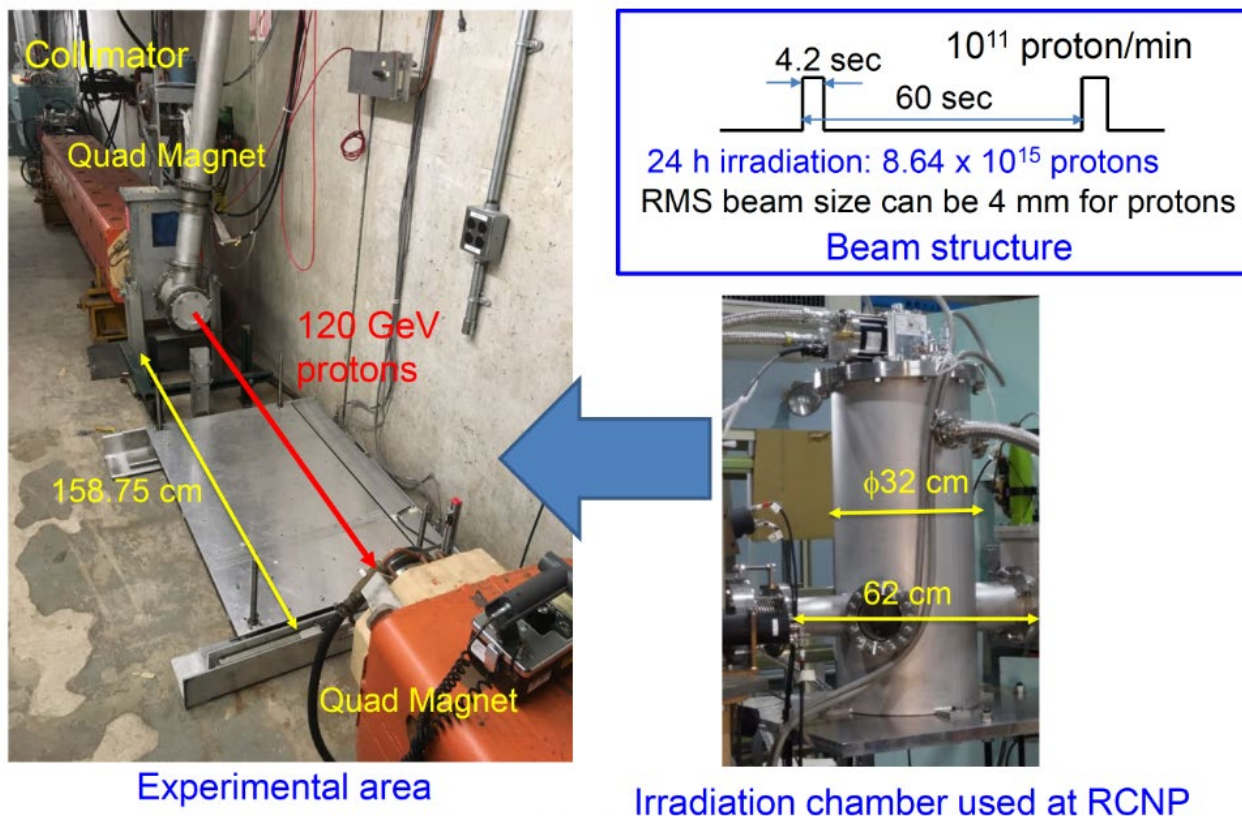 Collimator
Quad Magnet
120 GeV
protons
158.75 cm
Quad Magnet
Experimental area
4.2 sec
10¹¹ proton/min
60 sec
24 h irradiation: 8.64 x 10¹⁵ protons
RMS beam size can be 4 mm for protons
Beam structure
ϕ32 cm
62 cm
Irradiation chamber used at RCNP